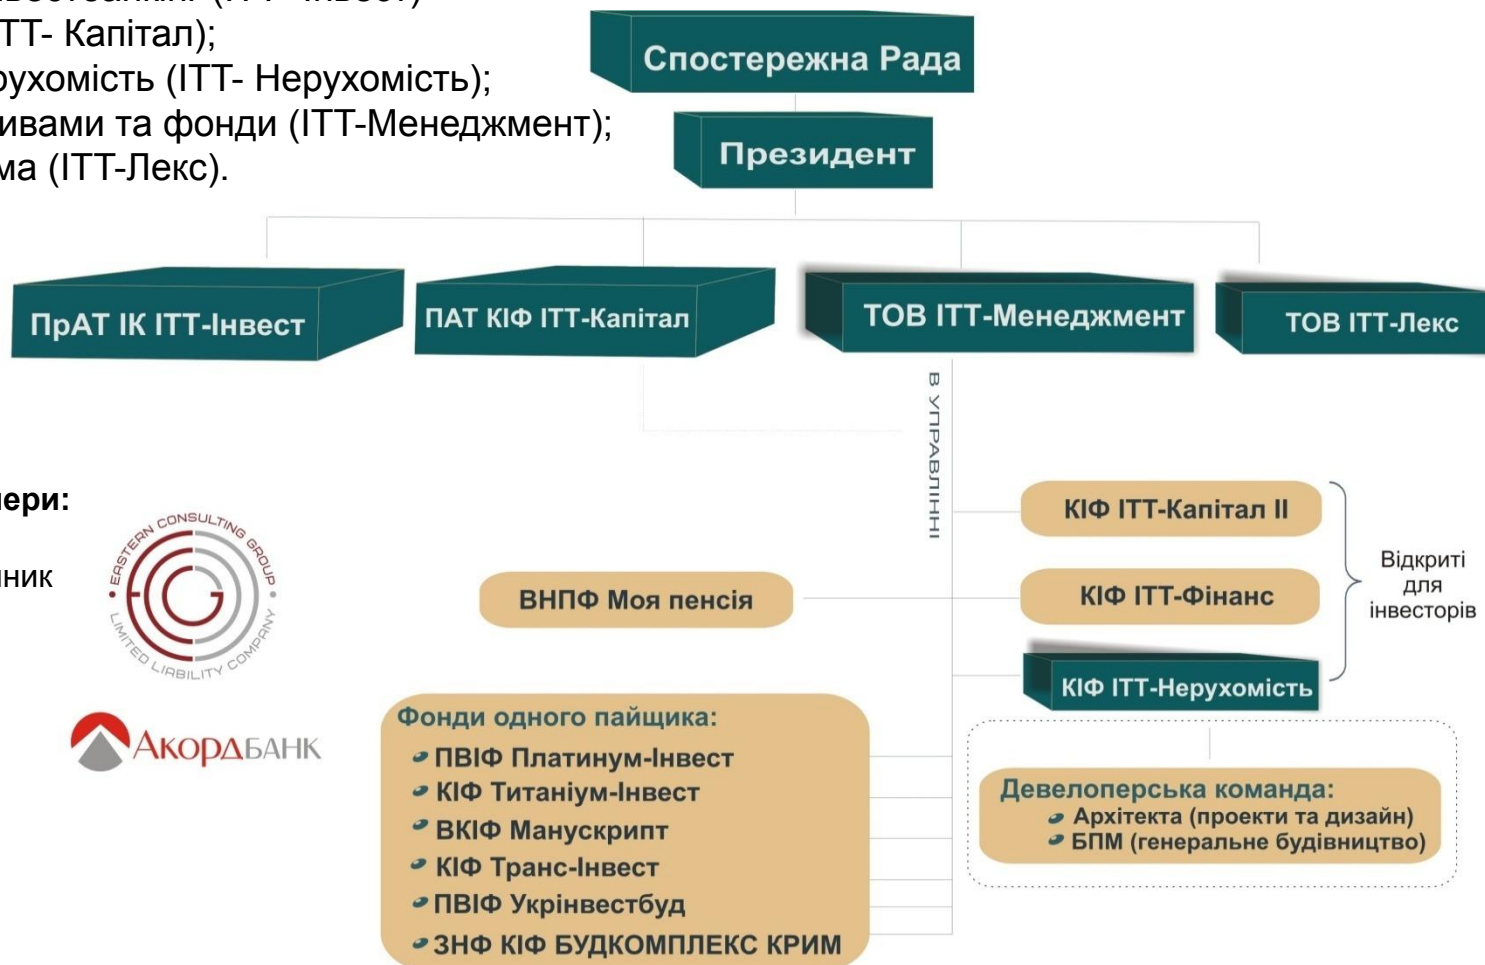 ТТ- Капітал);
рухомість (ІТТ- Нерухомість);
ивами та фонди (ІТТ-Менеджмент);
ма (ІТТ-Лекс).
Спостережна Рада
Президент
ПрАТ ІК ІТТ-Інвест
ПАТ КІФ ІТТ-Капітал
ТОВ ІТТ-Менеджмент
ТОВ ІТТ-Лекс
В УПРАВЛІННІ
нери:
ник
EASTERN CONSULTING GROUP
LIMITED LIABILITY COMPANY
АКОРДБАНК
КІФ ІТТ-Капітал ІІ
ВНПФ Моя пенсія
КІФ ІТТ-Фінанс
КІФ ІТТ-Нерухомість
Відкриті
для
інвесторів
Фонди одного пайщика:
ПВІФ Платинум-Інвест
КІФ Титаніум-Інвест
ВКІФ Манускрипт
КІФ Транс-Інвест
ПВІФ Укрінвестбуд
ЗНФ КІФ БУДКОМПЛЕКС КРИМ
Девелоперська команда:
Архітекта (проекти та дизайн)
БПМ (генеральне будівництво)